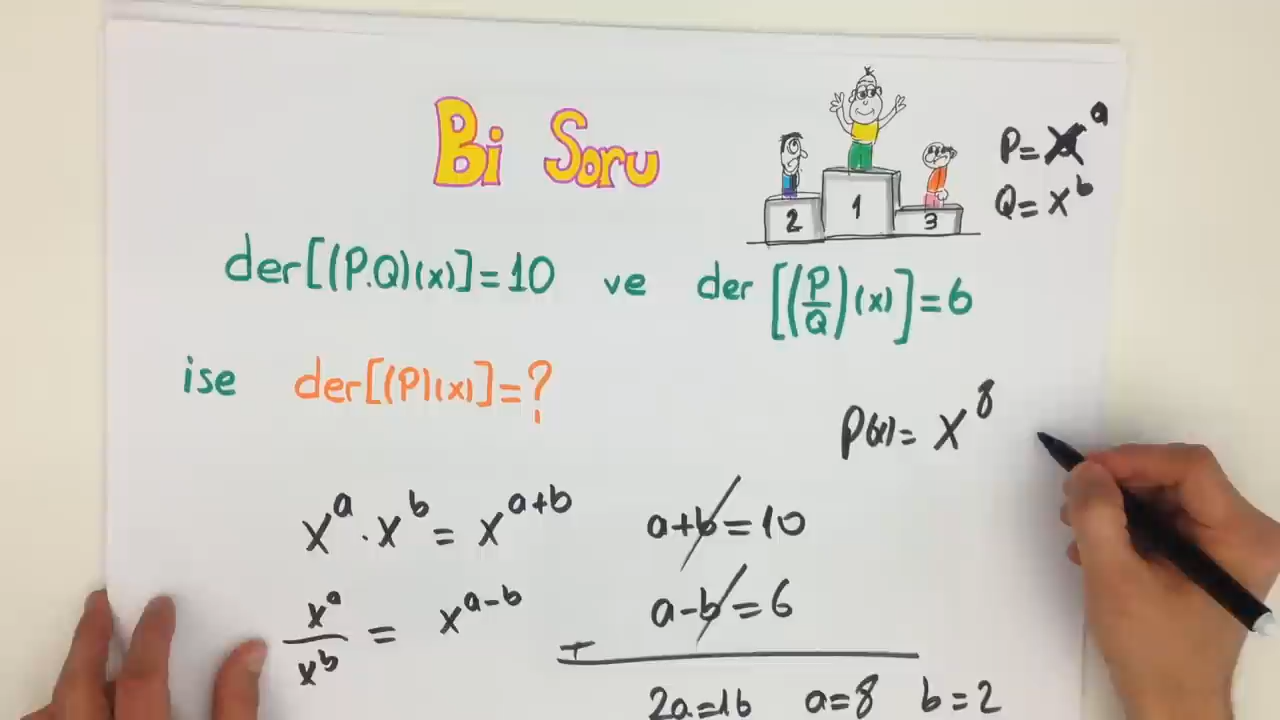 Bi Soru
2 1 3
P = x^a
Q = x^b
der[(P.Q)(x)] = 10 ve der[(P/Q)(x)] = 6
ise der[(P)(x)] = ?
P(x) = x^8
x^a . x^b = x^(a+b)
x^a / x^b = x^(a-b)
a+b = 10
a-b = 6
+
2a = 16 a = 8 b = 2